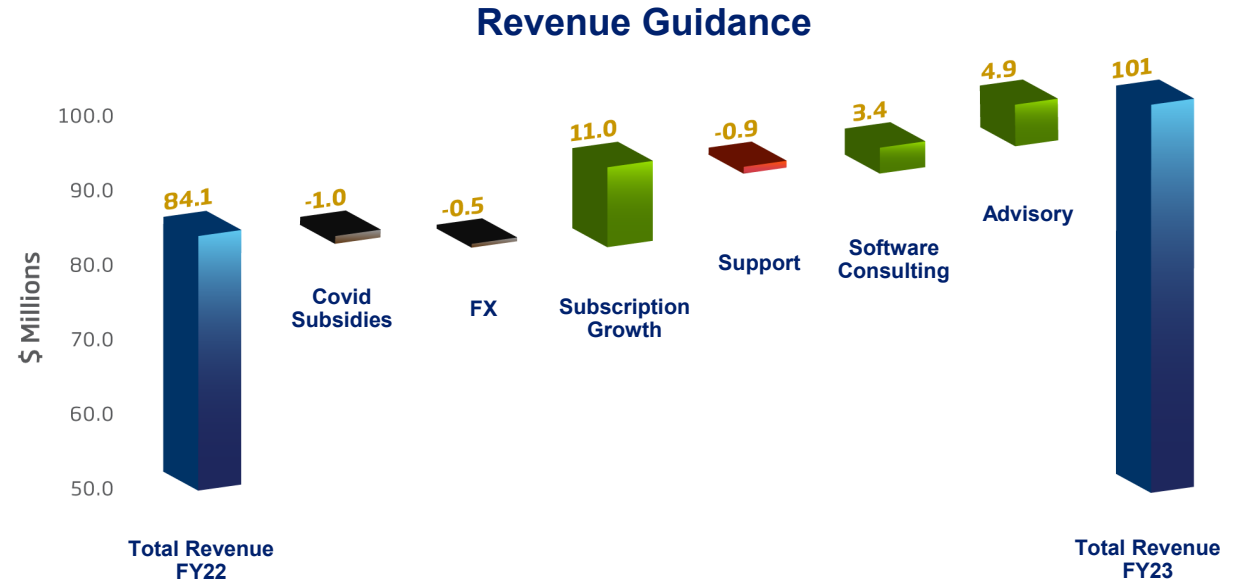 Revenue Guidance
$ Millions
100.0
90.0
80.0
70.0
60.0
50.0
84.1
-1.0
-0.5
11.0
-0.9
3.4
4.9
101
Total Revenue
FY22
Covid
Subsidies
FX
Subscription
Growth
Support
Software
Consulting
Advisory
Total Revenue
FY23